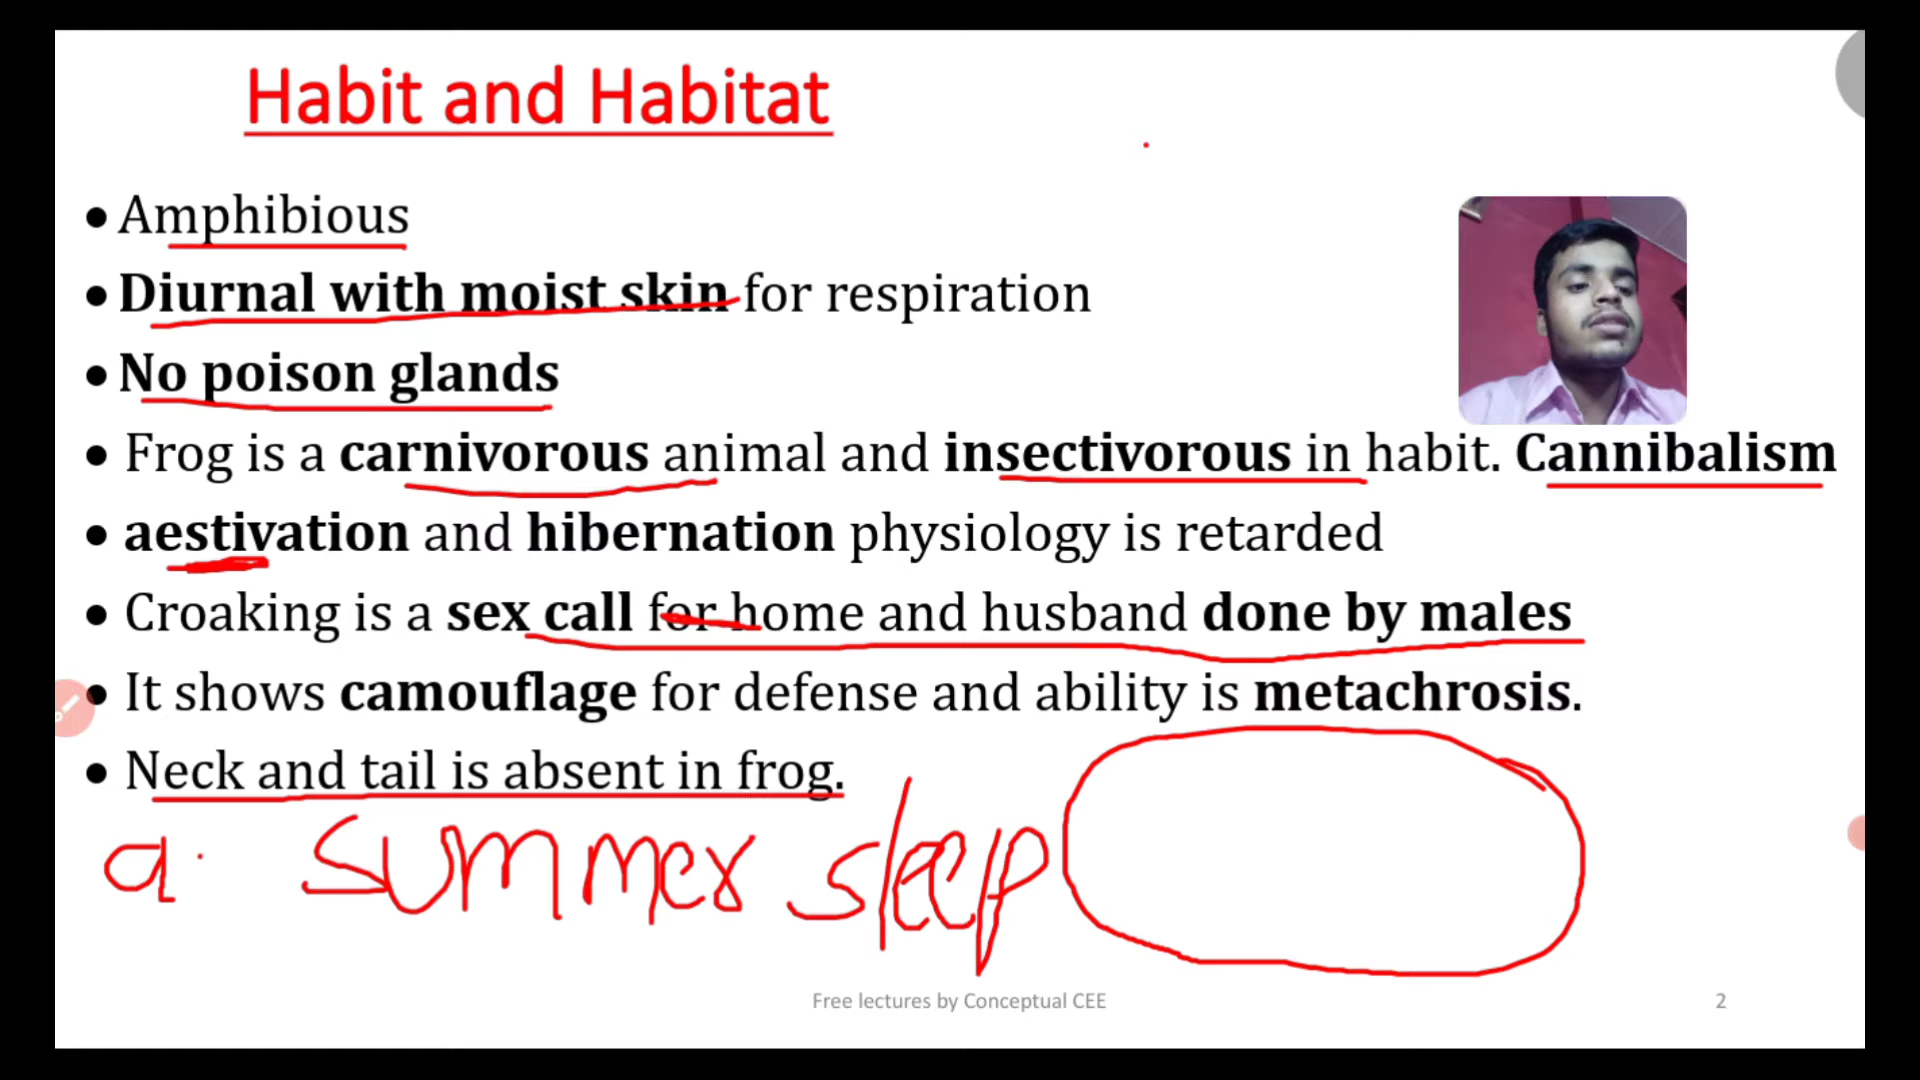 Habit and Habitat
• Amphibious
• Diurnal with moist skin for respiration
• No poison glands
• Frog is a carnivorous animal and insectivorous in habit. Cannibalism
• aestivation and hibernation physiology is retarded
• Croaking is a sex call for home and husband done by males
• It shows camouflage for defense and ability is metachrosis.
• Neck and tail is absent in frog.
a. summer sleep
Free lectures by Conceptual CEE 2